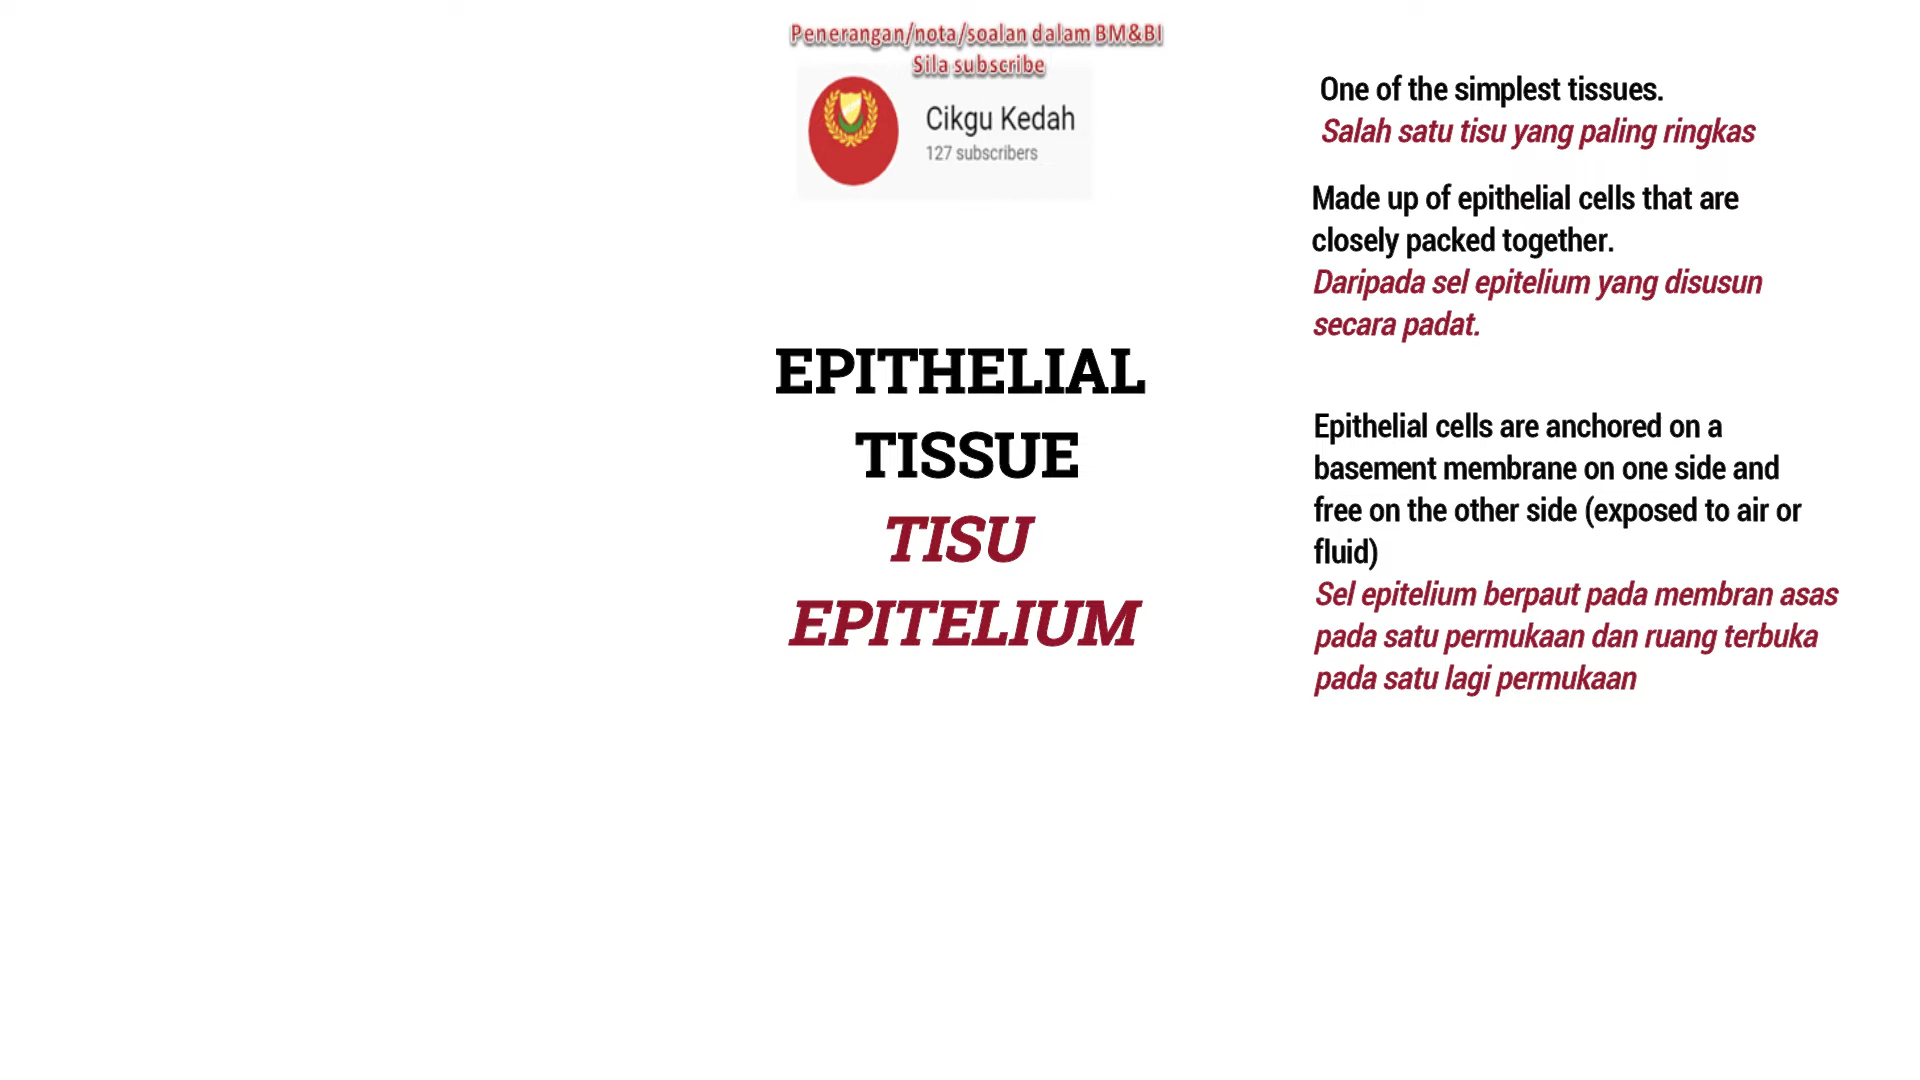 Penerangan/nota/soalan dalam BM&BI
Sila subscribe
Cikgu Kedah
127 subscribers
EPITHELIAL
TISSUE
TISU
EPITELIUM
One of the simplest tissues.
Salah satu tisu yang paling ringkas
Made up of epithelial cells that are
closely packed together.
Daripada sel epitelium yang disusun
secara padat.
Epithelial cells are anchored on a
basement membrane on one side and
free on the other side (exposed to air or
fluid)
Sel epitelium berpaut pada membran asas
pada satu permukaan dan ruang terbuka
pada satu lagi permukaan